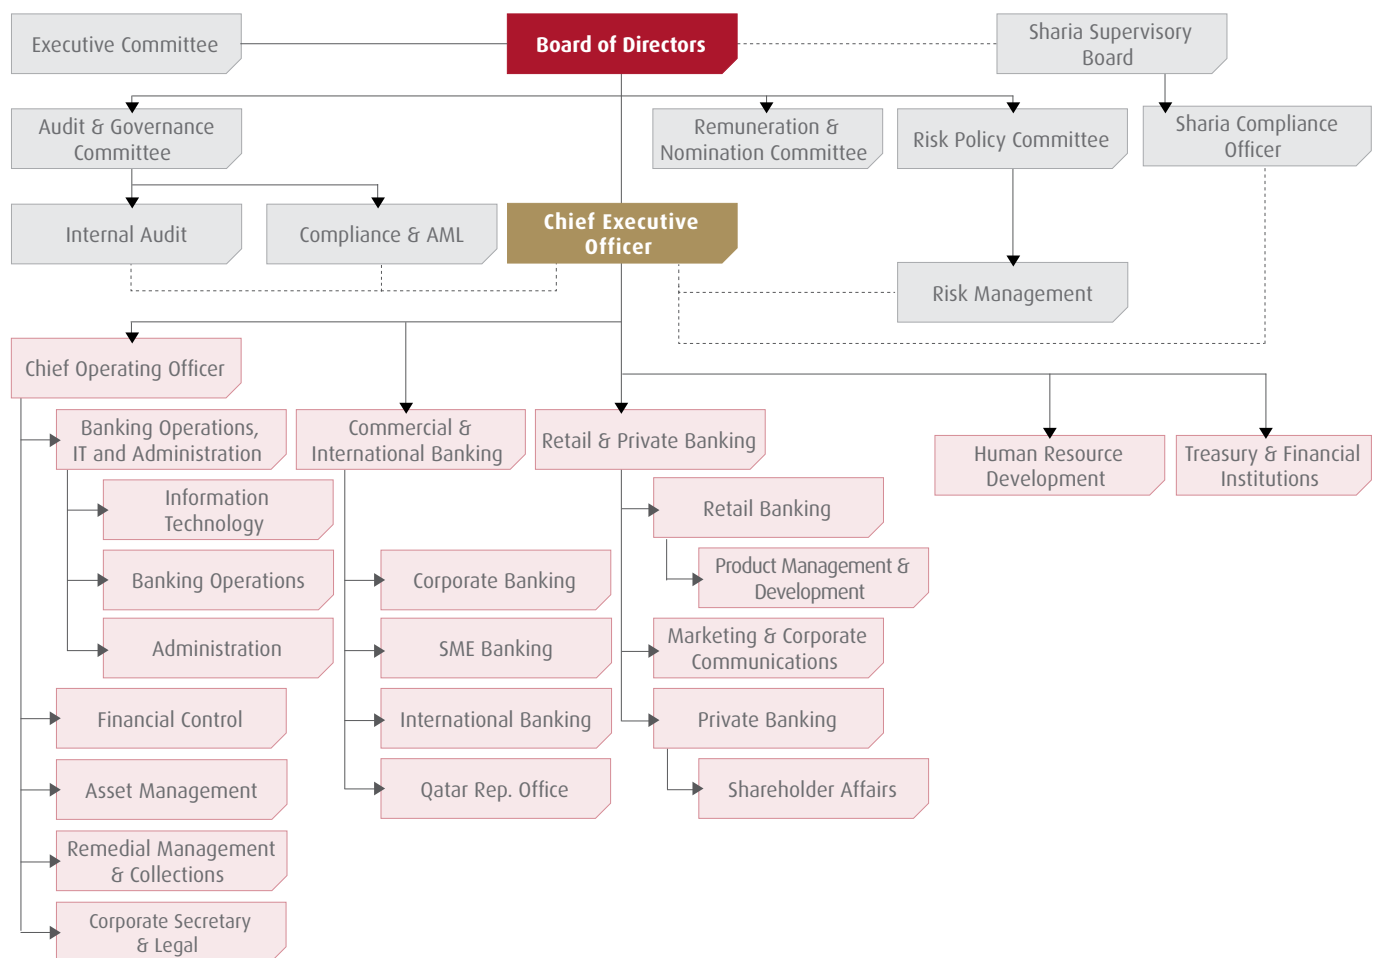 Executive Committee
Board of Directors
Sharia Supervisory
Board
Audit & Governance
Committee
Remuneration &
Nomination Committee
Risk Policy Committee
Sharia Compliance
Officer
Internal Audit
Compliance & AML
Chief Executive
Officer
Risk Management
Chief Operating Officer
Banking Operations,
IT and Administration
Commercial &
International Banking
Retail & Private Banking
Human Resource
Development
Treasury & Financial
Institutions
Information
Technology
Retail Banking
Banking Operations
Corporate Banking
Product Management &
Development
Administration
SME Banking
Marketing & Corporate
Communications
Financial Control
International Banking
Private Banking
Asset Management
Qatar Rep. Office
Shareholder Affairs
Remedial Management
& Collections
Corporate Secretary
& Legal